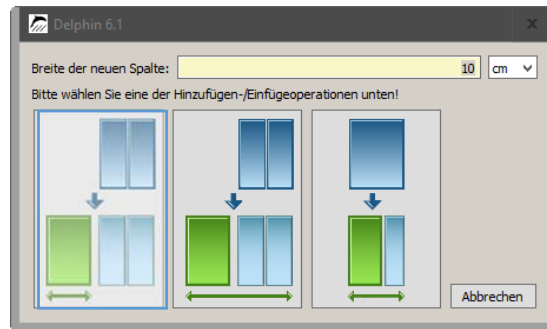 Delphin 6.1
x
Breite der neuen Spalte: 10 cm
Bitte wählen Sie eine der Hinzufügen-/Einfügeoperationen unten!
Abbrechen